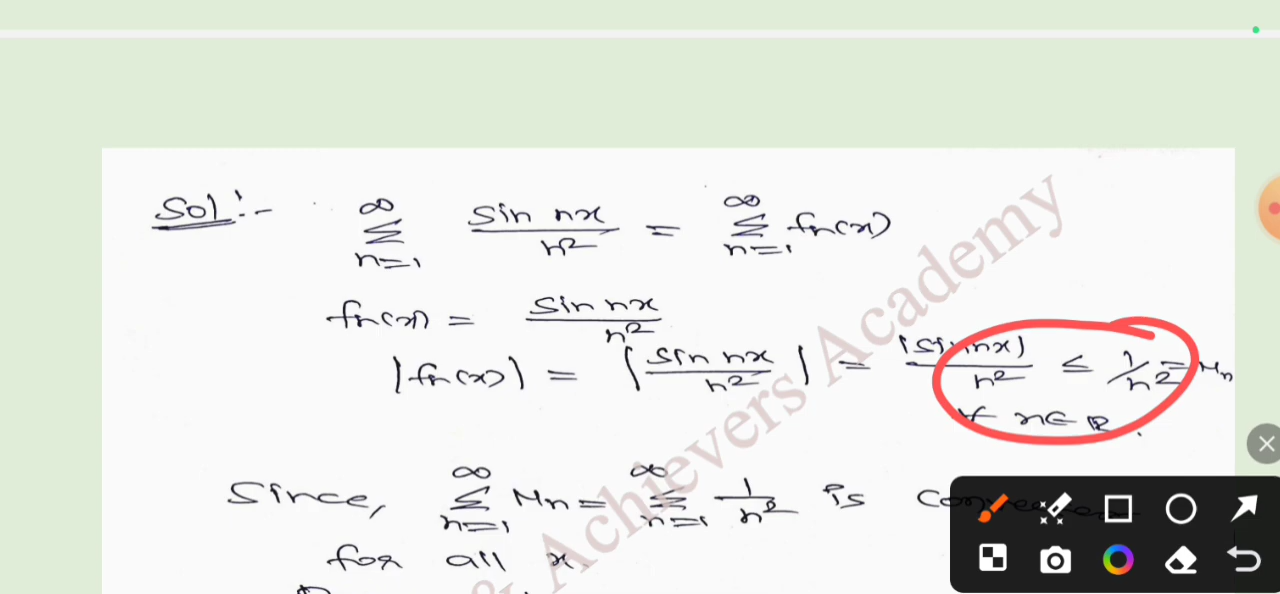 Sol:-  ∞ Σ n=1  sin nx / n² = ∞ Σ n=1 fn(x)
fn(x) = sin nx / n²
|fn(x)| = |sin nx / n²| = |sin nx| / n² ≤ 1/n² = Mn
∀ x∈ R.
Since, ∞ Σ n=1 Mn = ∞ Σ n=1 1/n² is
for all x
& Achievers Academy